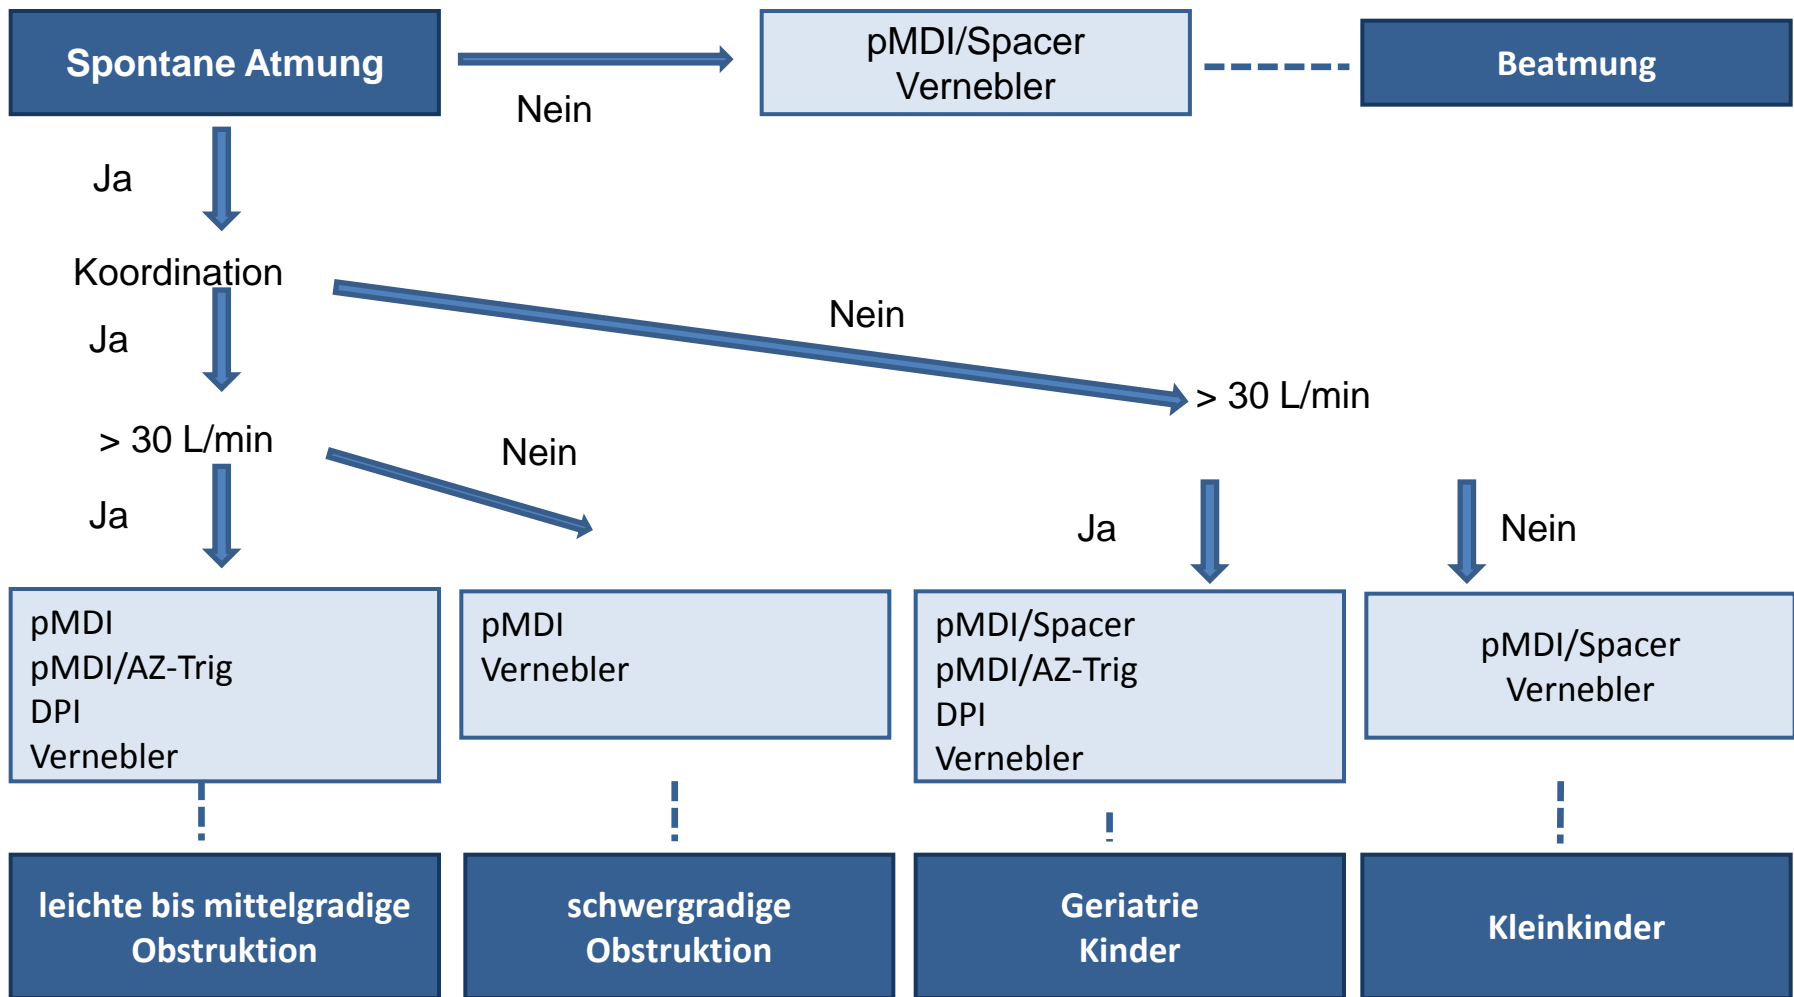 Spontane Atmung
Nein
pMDI/Spacer
Vernebler
Beatmung
Ja
Koordination
Nein
Ja
> 30 L/min
> 30 L/min
Nein
Ja
Ja
Nein
pMDI
pMDI/AZ-Trig
DPI
Vernebler
pMDI
Vernebler
pMDI/Spacer
pMDI/AZ-Trig
DPI
Vernebler
pMDI/Spacer
Vernebler
leichte bis mittelgradige
Obstruktion
schwergradige
Obstruktion
Geriatrie
Kinder
Kleinkinder